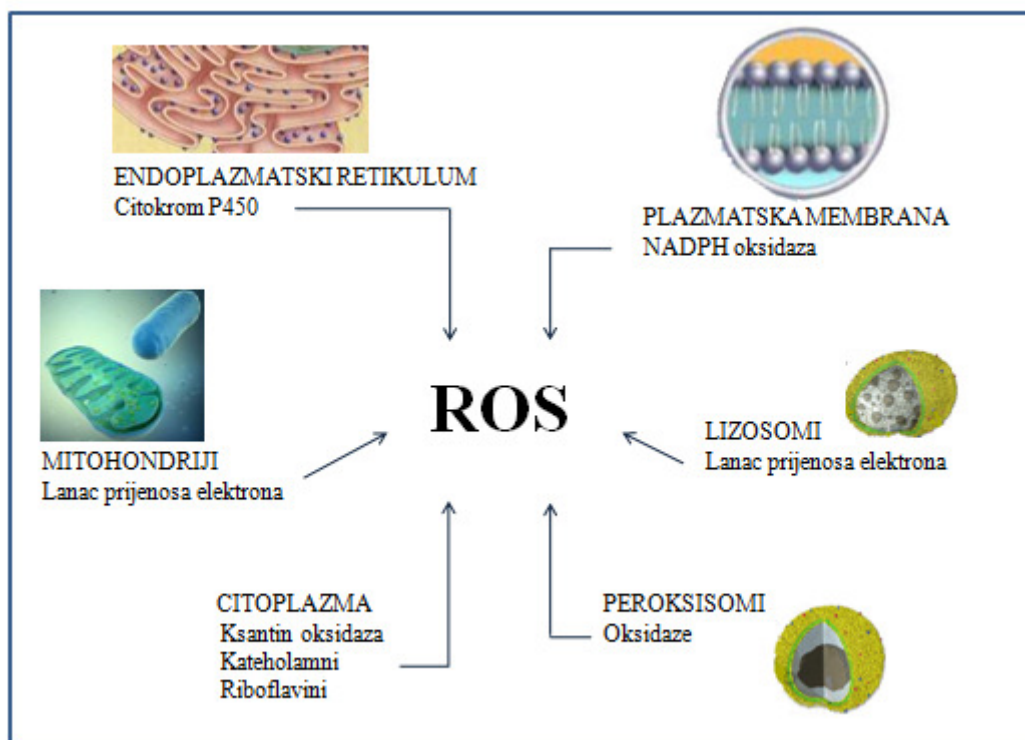 ENDOPLAZMATSKI RETIKULUM
Citokrom P450
PLAZMATSKA MEMBRANA
NADPH oksidaza
ROS
MITOHONDRIJI
Lanac prijenosa elektrona
LIZOSOMI
Lanac prijenosa elektrona
CITOPLAZMA
Ksantin oksidaza
Kateholamni
Riboflavini
PEROKSISOMI
Oksidaze